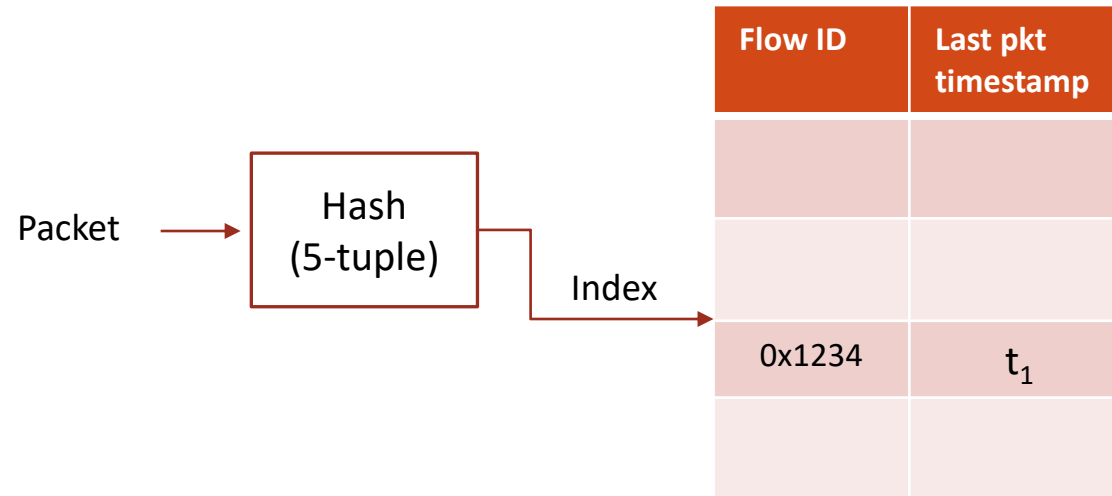 Flow ID
Last pkt
timestamp
Packet
Hash
(5-tuple)
Index
0x1234
t₁